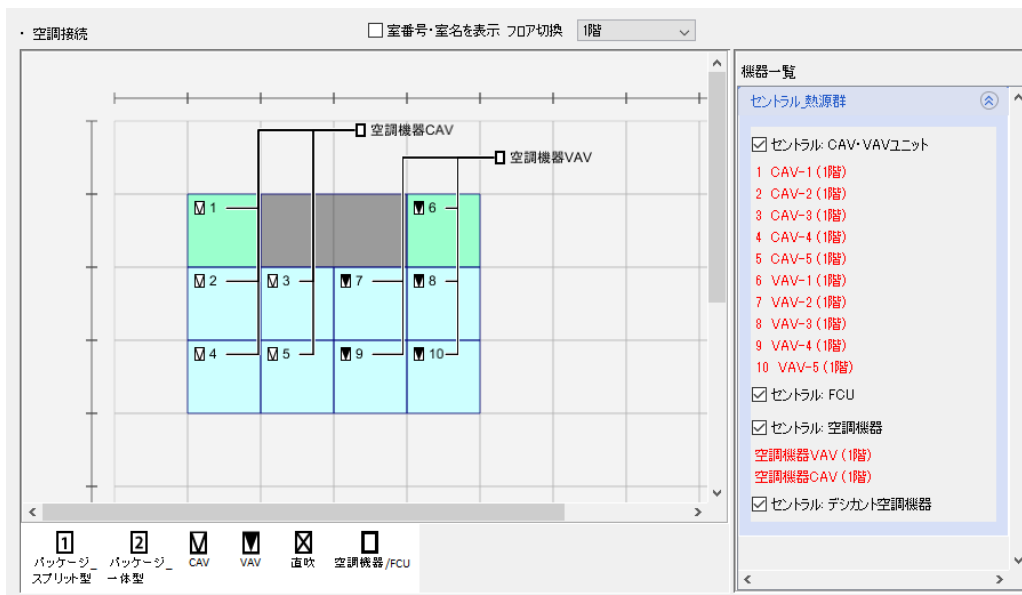 ・ 空調接続
室番号・室名を表示 フロア切換 1階
空調機器CAV
空調機器VAV
1
6
2
3
7
8
4
5
9
10
1
パッケージ_
スプリット型
2
パッケージ_
一体型
CAV
VAV
直吹
空調機器/FCU
機器一覧
セントラル_熱源群
セントラル: CAV・VAVユニット
1 CAV-1 (1階)
2 CAV-2 (1階)
3 CAV-3 (1階)
4 CAV-4 (1階)
5 CAV-5 (1階)
6 VAV-1 (1階)
7 VAV-2 (1階)
8 VAV-3 (1階)
9 VAV-4 (1階)
10 VAV-5 (1階)
セントラル: FCU
セントラル: 空調機器
空調機器VAV (1階)
空調機器CAV (1階)
セントラル: デシカント空調機器